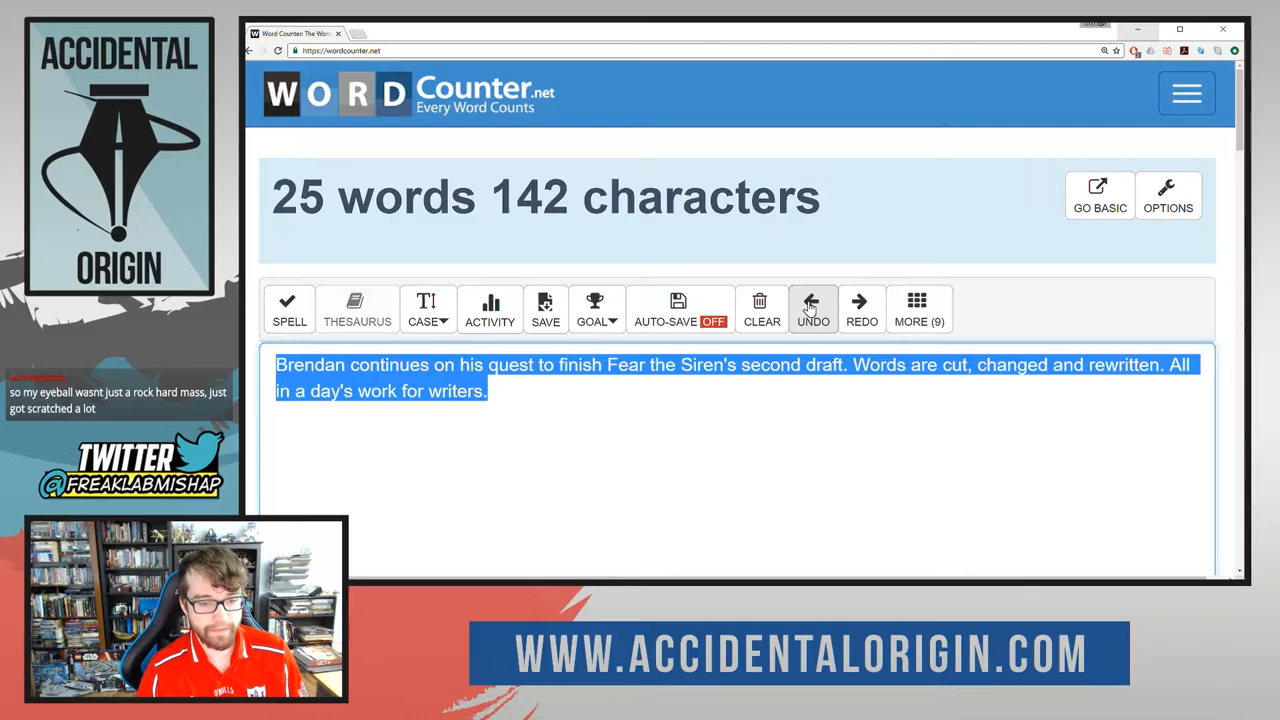 ACCIDENTAL
ORIGIN
Word Counter: The Wor
https://wordcounter.net
WORD Counter.net
Every Word Counts
25 words 142 characters
GO BASIC
OPTIONS
SPELL
THESAURUS
CASE
ACTIVITY
SAVE
GOAL
AUTO-SAVE OFF
CLEAR
UNDO
REDO
MORE (9)
Brendan continues on his quest to finish Fear the Siren's second draft. Words are cut, changed and rewritten. All
in a day's work for writers.
so my eyeball wasnt just a rock hard mass, just
got scratched a lot
TWITTER
@FREAKLABMISHAP
O'NEILLS
WWW.ACCIDENTALORIGIN.COM